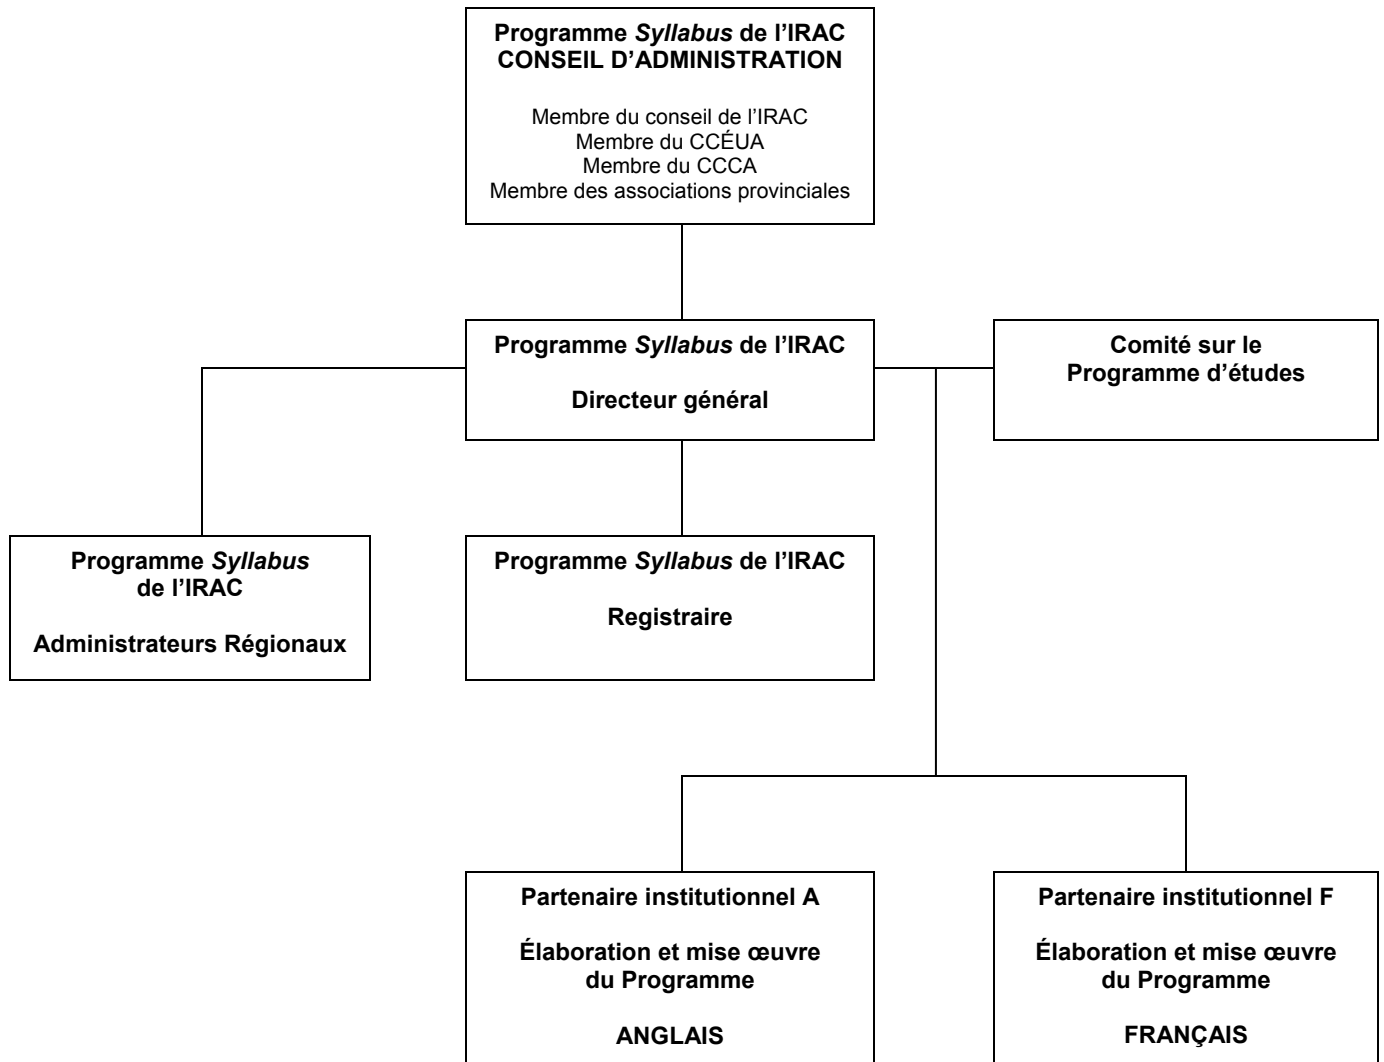 Programme Syllabus de l’IRAC
CONSEIL D’ADMINISTRATION
Membre du conseil de l’IRAC
Membre du CCÉUA
Membre du CCCA
Membre des associations provinciales
Programme Syllabus de l’IRAC
Directeur général
Comité sur le
Programme d’études
Programme Syllabus
de l’IRAC
Administrateurs Régionaux
Programme Syllabus de l’IRAC
Registraire
Partenaire institutionnel A
Élaboration et mise œuvre
du Programme
ANGLAIS
Partenaire institutionnel F
Élaboration et mise œuvre
du Programme
FRANÇAIS